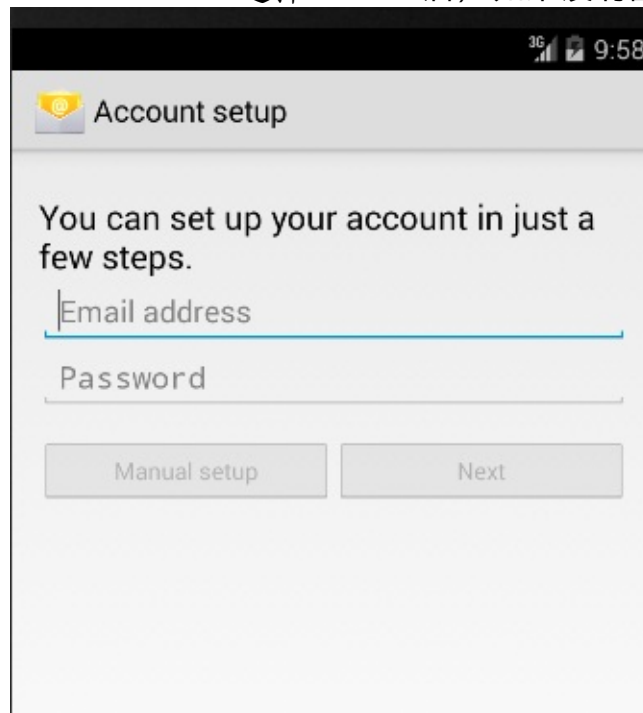 3G 9:58
Account setup
You can set up your account in just a
few steps.
Email address
Password
Manual setup Next